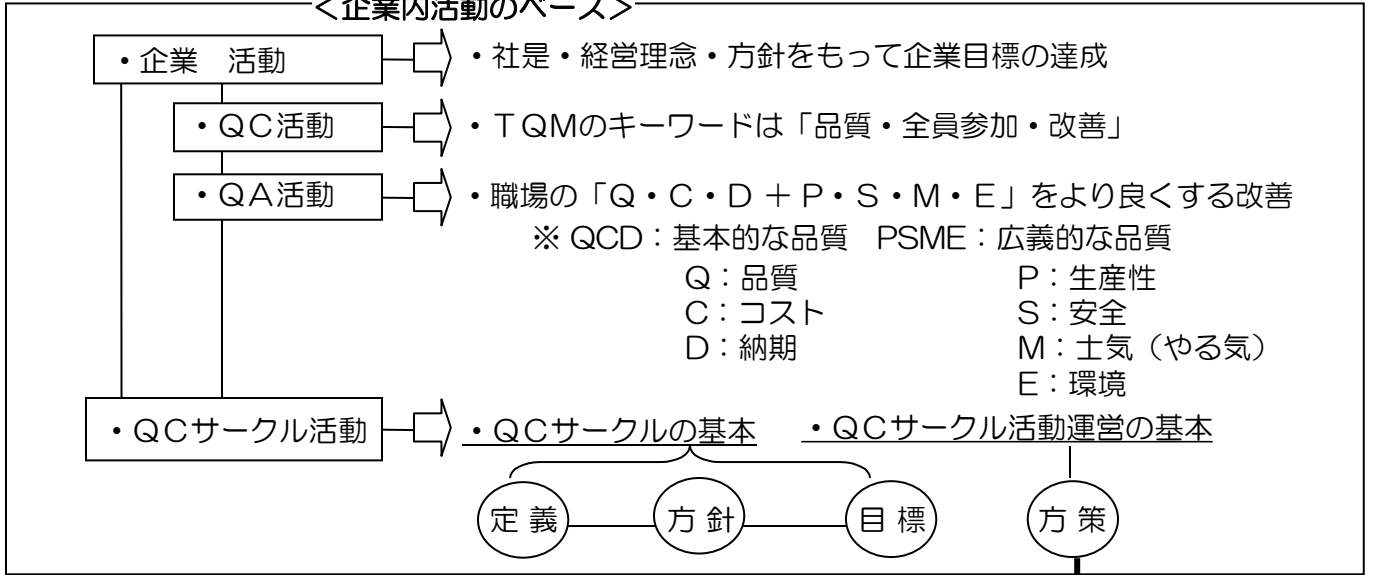 ＜企業内活動のベース＞
・企業　活動
・社是・経営理念・方針をもって企業目標の達成
・ＱＣ活動
・ＴＱＭのキーワードは「品質・全員参加・改善」
・ＱＡ活動
・職場の「Ｑ・Ｃ・Ｄ＋Ｐ・Ｓ・Ｍ・Ｅ」をより良くする改善
※ QCD：基本的な品質　PSME：広義的な品質
Ｑ：品質　Ｐ：生産性
Ｃ：コスト　Ｓ：安全
Ｄ：納期　Ｍ：士気（やる気）
Ｅ：環境
・ＱＣサークル活動
・ＱＣサークルの基本　・ＱＣサークル活動運営の基本
定 義　方 針　目 標　方 策